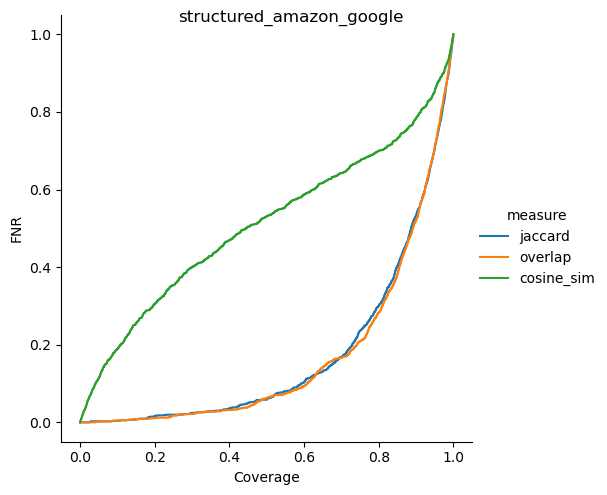 structured_amazon_google
1.0
0.8
0.6
0.4
0.2
0.0
FNR
0.0 0.2 0.4 0.6 0.8 1.0
Coverage
measure
jaccard
overlap
cosine_sim